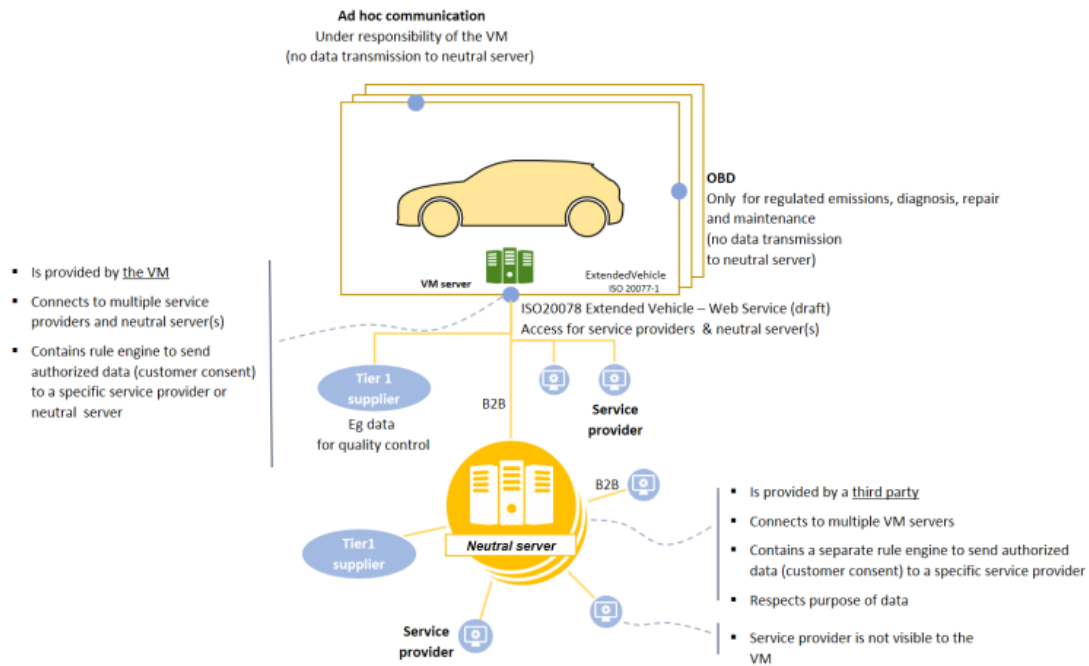 Ad hoc communication
Under responsibility of the VM
(no data transmission to neutral server)
OBD
Only for regulated emissions, diagnosis, repair
and maintenance
(no data transmission
to neutral server)
VM server
ExtendedVehicle
ISO 20077-1
▪ Is provided by the VM
▪ Connects to multiple service
providers and neutral server(s)
▪ Contains rule engine to send
authorized data (customer consent)
to a specific service provider or
neutral server
ISO20078 Extended Vehicle – Web Service (draft)
Access for service providers & neutral server(s)
Tier 1
supplier
Eg data
for quality control
B2B
Service
provider
B2B
Neutral server
Tier1
supplier
Service
provider
▪ Is provided by a third party
▪ Connects to multiple VM servers
▪ Contains a separate rule engine to send authorized
data (customer consent) to a specific service provider
▪ Respects purpose of data
▪ Service provider is not visible to the
VM